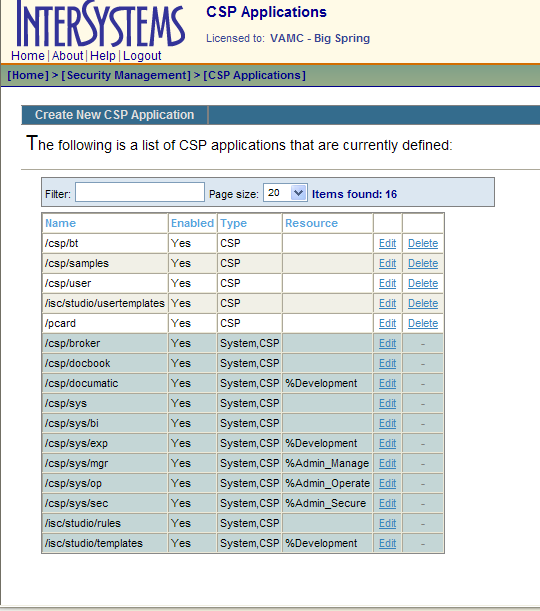 INTERSYSTEMS
CSP Applications
Licensed to: VAMC - Big Spring
Home | About | Help | Logout
[Home] > [Security Management] > [CSP Applications]
Create New CSP Application
The following is a list of CSP applications that are currently defined:
Filter: Page size: 20 Items found: 16
Name Enabled Type Resource
/csp/bt Yes CSP Edit Delete
/csp/samples Yes CSP Edit Delete
/csp/user Yes CSP Edit Delete
/isc/studio/usertemplates Yes CSP Edit Delete
/pcard Yes CSP Edit Delete
/csp/broker Yes System,CSP Edit -
/csp/docbook Yes System,CSP Edit -
/csp/documatic Yes System,CSP %Development Edit -
/csp/sys Yes System,CSP Edit -
/csp/sys/bi Yes System,CSP Edit -
/csp/sys/exp Yes System,CSP %Development Edit -
/csp/sys/mgr Yes System,CSP %Admin_Manage Edit -
/csp/sys/op Yes System,CSP %Admin_Operate Edit -
/csp/sys/sec Yes System,CSP %Admin_Secure Edit -
/isc/studio/rules Yes System,CSP Edit -
/isc/studio/templates Yes System,CSP %Development Edit -